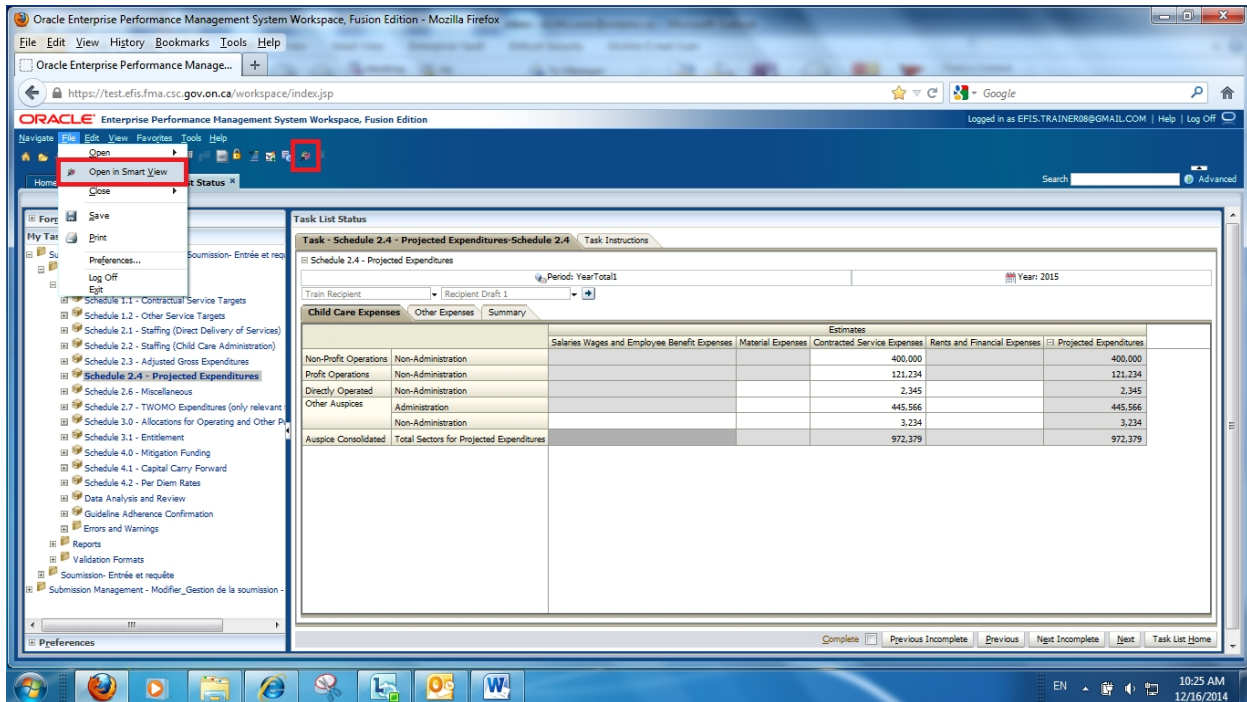 Oracle Enterprise Performance Management System Workspace, Fusion Edition - Mozilla Firefox
File Edit View History Bookmarks Tools Help
Oracle Enterprise Performance Manage... +
https://test.efis.fma.csc.gov.on.ca/workspace/index.jsp
Google
ORACLE Enterprise Performance Management System Workspace, Fusion Edition
Logged in as EFIS.TRAINER08@GMAIL.COM | Help | Log Off
Navigate File Edit View Favorites Tools Help
Open
Open in Smart View
Close
Save
Print
Preferences...
Log Off
Exit
Home
t Status ×
Search
Advanced
My Tas
Soumission- Entrée et requ
Schedule 1.1 - Contractual Service Targets
Schedule 1.2 - Other Service Targets
Schedule 2.1 - Staffing (Direct Delivery of Services)
Schedule 2.2 - Staffing (Child Care Administration)
Schedule 2.3 - Adjusted Gross Expenditures
Schedule 2.4 - Projected Expenditures
Schedule 2.6 - Miscellaneous
Schedule 2.7 - TWOMO Expenditures (only relevant
Schedule 3.0 - Allocations for Operating and Other Pu
Schedule 3.1 - Entitlement
Schedule 4.0 - Mitigation Funding
Schedule 4.1 - Capital Carry Forward
Schedule 4.2 - Per Diem Rates
Data Analysis and Review
Guideline Adherence Confirmation
Errors and Warnings
Reports
Validation Formats
Soumission- Entrée et requête
Submission Management - Modifier_Gestion de la soumission -
Preferences
Task List Status
Task - Schedule 2.4 - Projected Expenditures-Schedule 2.4 Task Instructions
Schedule 2.4 - Projected Expenditures
Period: YearTotal1 Year: 2015
Train Recipient Recipient Draft 1
Child Care Expenses Other Expenses Summary
Estimates
Salaries Wages and Employee Benefit Expenses Material Expenses Contracted Service Expenses Rents and Financial Expenses Projected Expenditures
Non-Profit Operations Non-Administration 400,000 400,000
Profit Operations Non-Administration 121,234 121,234
Directly Operated Non-Administration 2,345 2,345
Other Auspices Administration 445,566 445,566
Non-Administration 3,234 3,234
Auspice Consolidated Total Sectors for Projected Expenditures 972,379 972,379
Complete Previous Incomplete Previous Next Incomplete Next Task List Home
EN
10:25 AM
12/16/2014